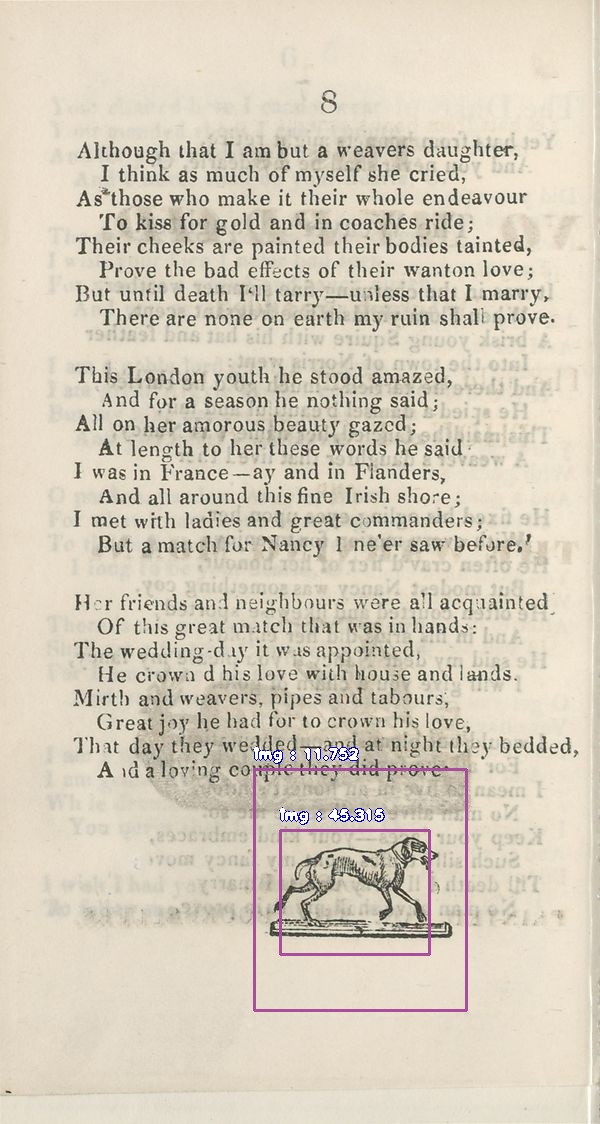 8
Although that I am but a weavers daughter,
I think as much of myself she cried,
As those who make it their whole endeavour
To kiss for gold and in coaches ride;
Their cheeks are painted their bodies tainted,
Prove the bad effects of their wanton love;
But until death I'll tarry—unless that I marry,
There are none on earth my ruin shall prove.
This London youth he stood amazed,
And for a season he nothing said;
All on her amorous beauty gazed;
At length to her these words he said
I was in France—ay and in Flanders,
And all around this fine Irish shore;
I met with ladies and great commanders;
But a match for Nancy I ne'er saw before.'
Her friends and neighbours were all acquainted
Of this great match that was in hands:
The wedding-day it was appointed,
He crown d his love with house and lands.
Mirth and weavers, pipes and tabours,
Great joy he had for to crown his love,
That day they wedded—and at night they bedded,
And a loving couple they did prove.
img : 11.752
img : 45.315